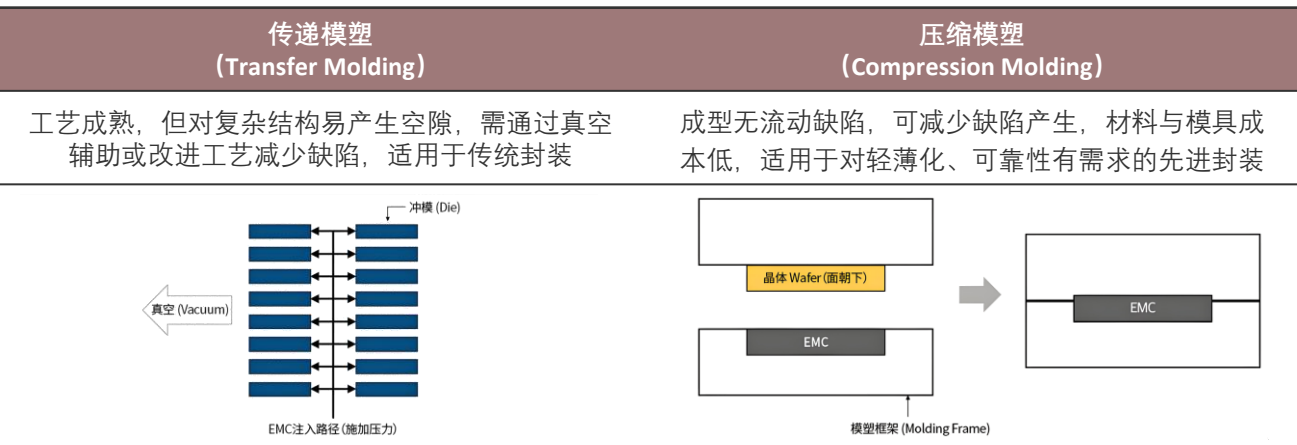 传递模塑
（Transfer Molding）
工艺成熟，但对复杂结构易产生空隙，需通过真空
辅助或改进工艺减少缺陷，适用于传统封装
冲模 (Die)
真空 (Vacuum)
EMC注入路径 (施加压力)
压缩模塑
（Compression Molding）
成型无流动缺陷，可减少缺陷产生，材料与模具成
本低，适用于对轻薄化、可靠性有需求的先进封装
晶体 Wafer (面朝下)
EMC
模塑框架 (Molding Frame)
EMC